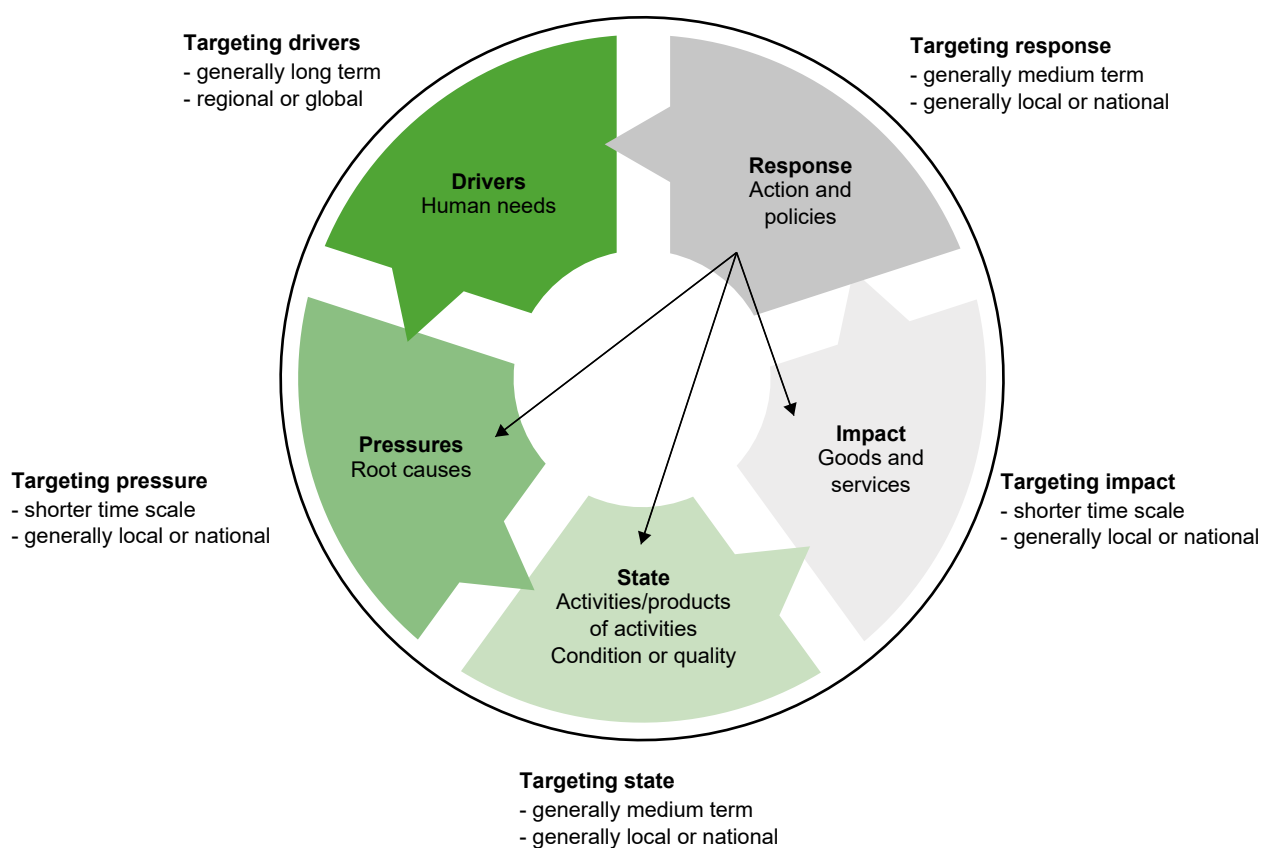 Targeting drivers
- generally long term
- regional or global
Targeting response
- generally medium term
- generally local or national
Drivers
Human needs
Response
Action and
policies
Pressures
Root causes
Impact
Goods and
services
Targeting pressure
- shorter time scale
- generally local or national
Targeting impact
- shorter time scale
- generally local or national
State
Activities/products
of activities
Condition or quality
Targeting state
- generally medium term
- generally local or national